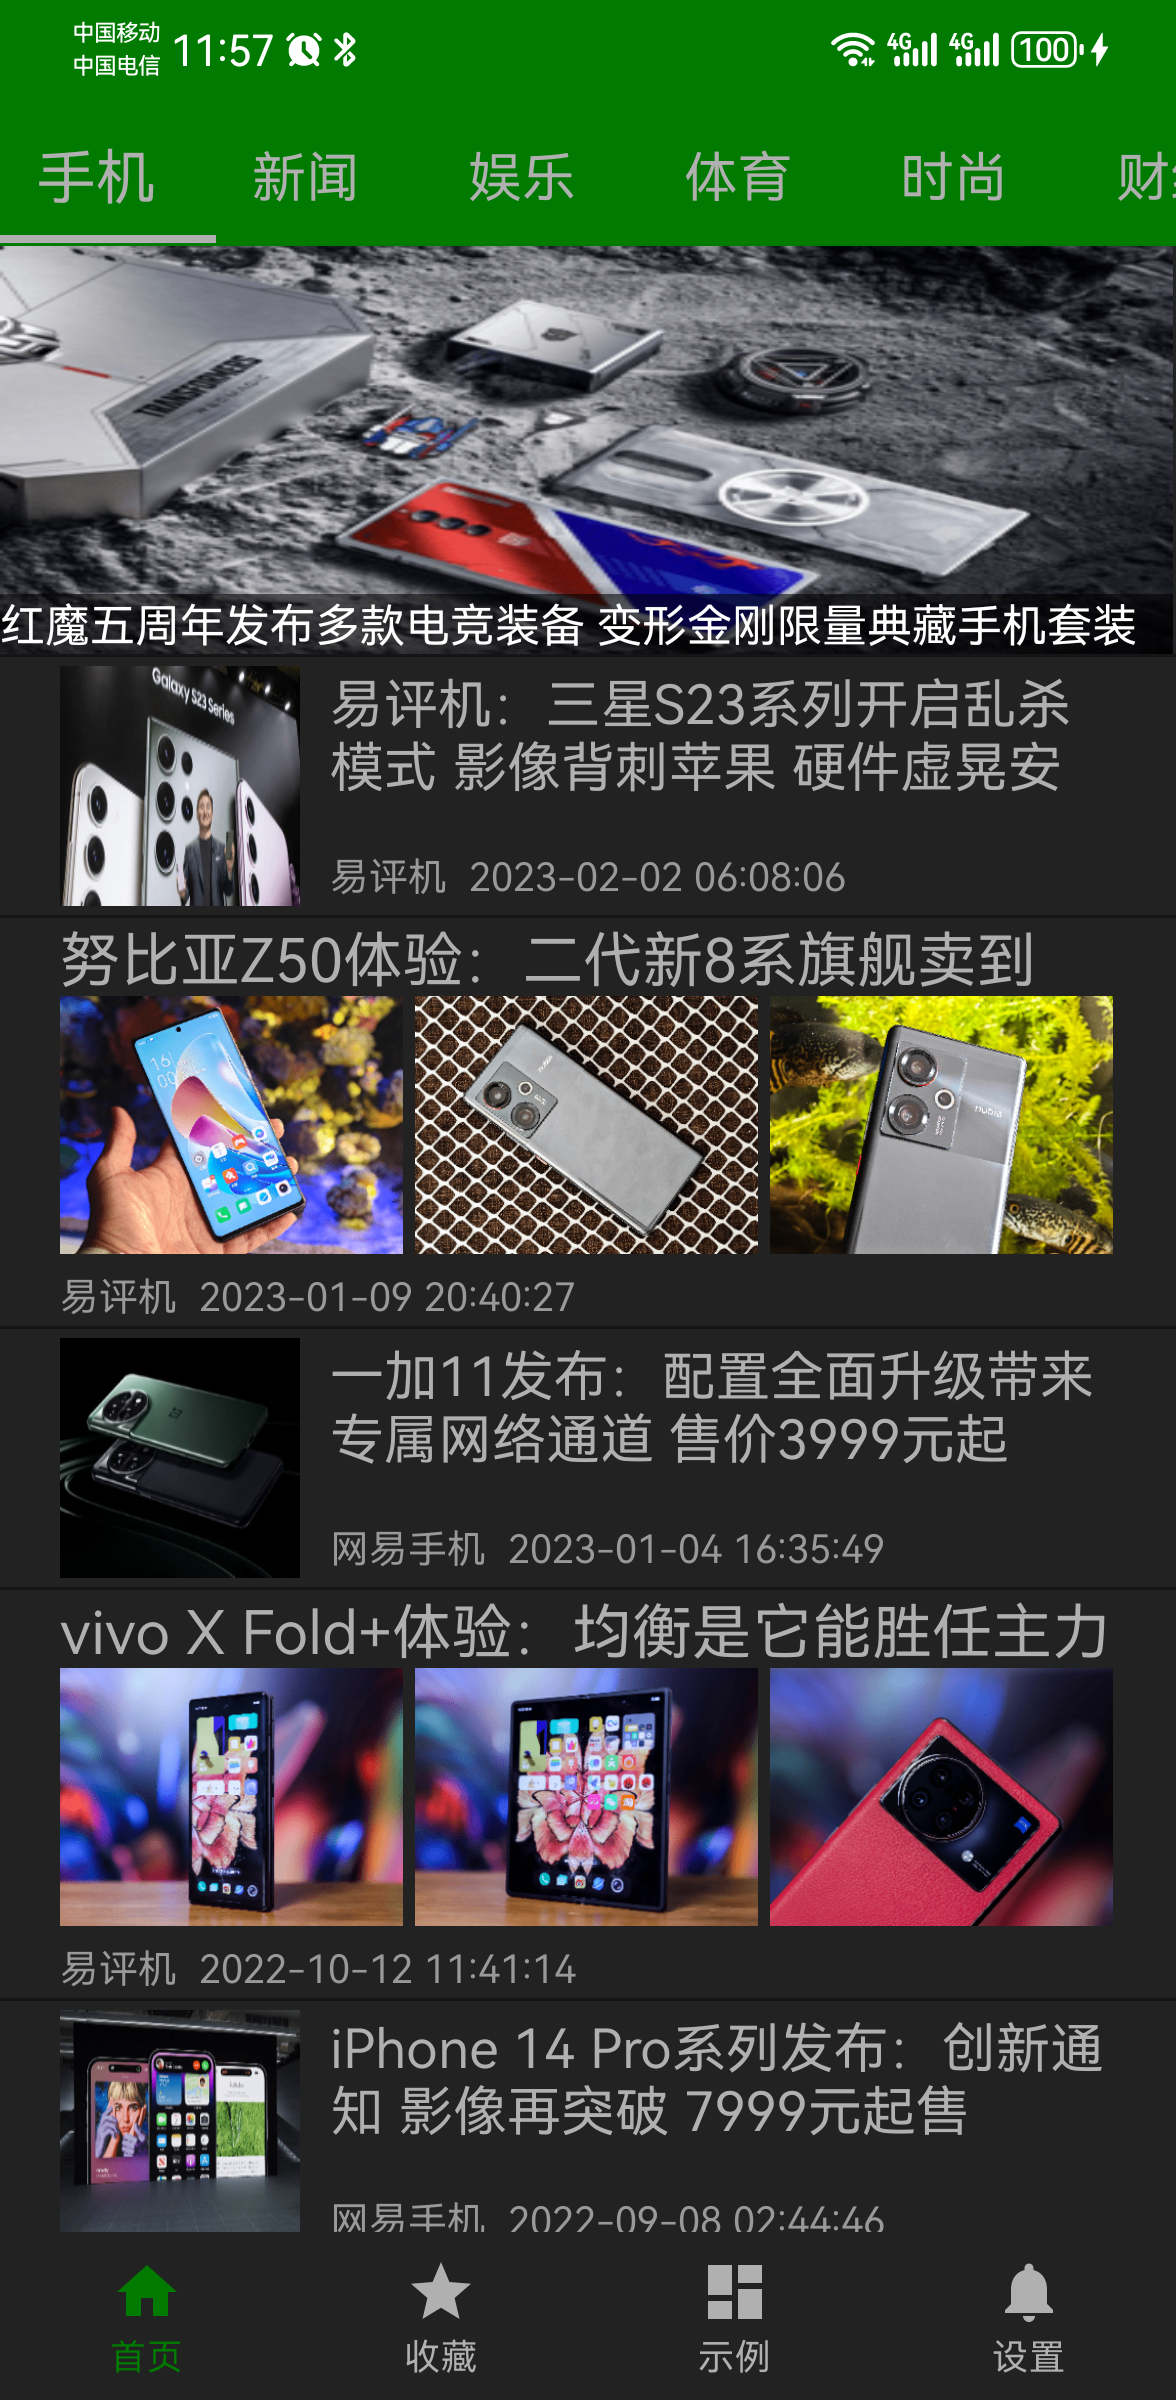 中国移动
中国电信
11:57
4G
4G
100
手机
新闻
娱乐
体育
时尚
TRANSFORMERS
红魔五周年发布多款电竞装备 变形金刚限量典藏手机套装
Galaxy S23 Series
易评机：三星S23系列开启乱杀
模式 影像背刺苹果 硬件虚晃安
易评机 2023-02-02 06:08:06
努比亚Z50体验：二代新8系旗舰卖到
nubia
易评机 2023-01-09 20:40:27
一加11发布：配置全面升级带来
专属网络通道 售价3999元起
网易手机 2023-01-04 16:35:49
vivo X Fold+体验：均衡是它能胜任主力
易评机 2022-10-12 11:41:14
iPhone 14 Pro系列发布：创新通
知 影像再突破 7999元起售
网易手机 2022-09-08 02:44:46
首页
收藏
示例
设置